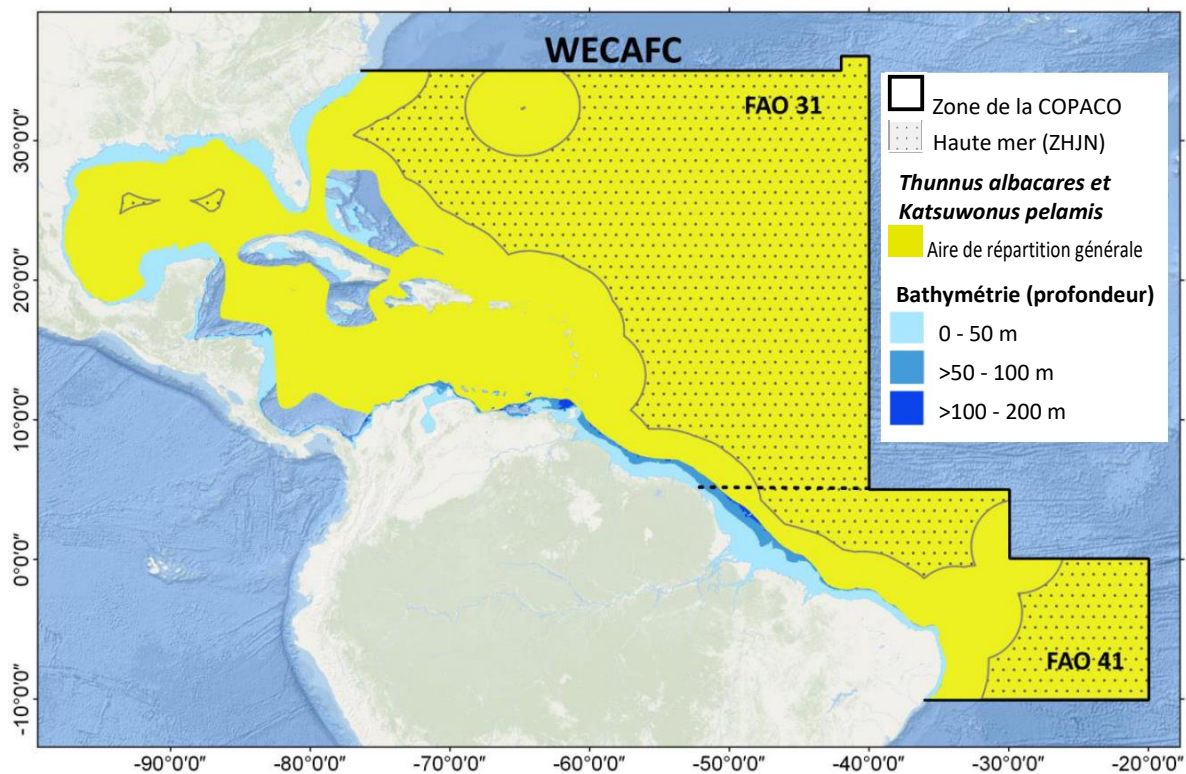 WECAFC
FAO 31
FAO 41
Zone de la COPACO
Haute mer (ZHJN)
Thunnus albacares et
Katsuwonus pelamis
Aire de répartition générale
Bathymétrie (profondeur)
0 - 50 m
>50 - 100 m
>100 - 200 m
30°0'0"
20°0'0"
10°0'0"
0°0'0"
-10°0'0"
-90°0'0"
-80°0'0"
-70°0'0"
-60°0'0"
-50°0'0"
-40°0'0"
-30°0'0"
-20°0'0"